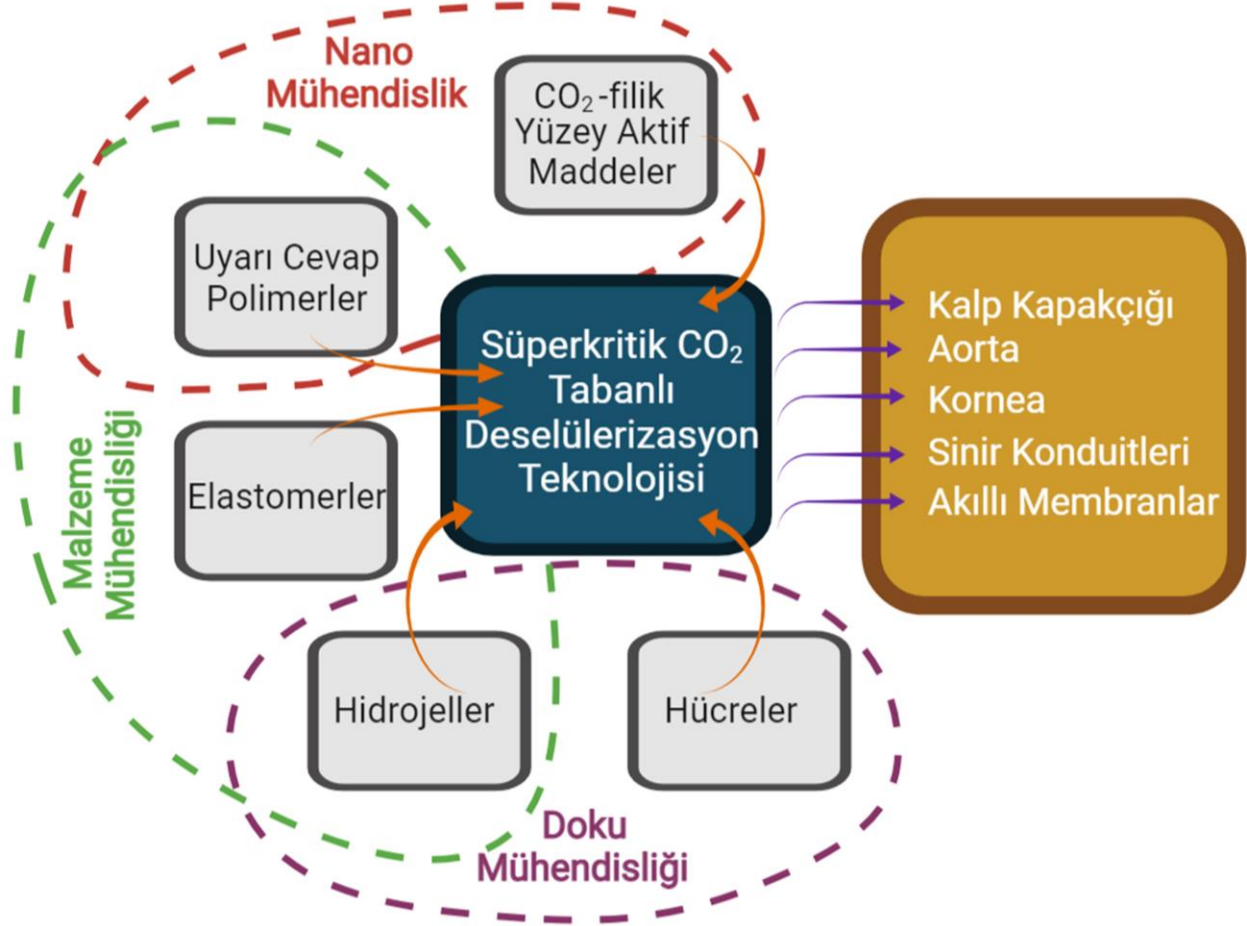 Nano
Mühendislik
CO₂-filik
Yüzey Aktif
Maddeler
Uyarı Cevap
Polimerler
Süperkritik CO₂
Tabanlı
Deselülerizasyon
Teknolojisi
Kalp Kapakçığı
Aorta
Kornea
Sinir Konduitleri
Akıllı Membranlar
Malzeme
Mühendisliği
Elastomerler
Hidrojeller
Hücreler
Doku
Mühendisliği